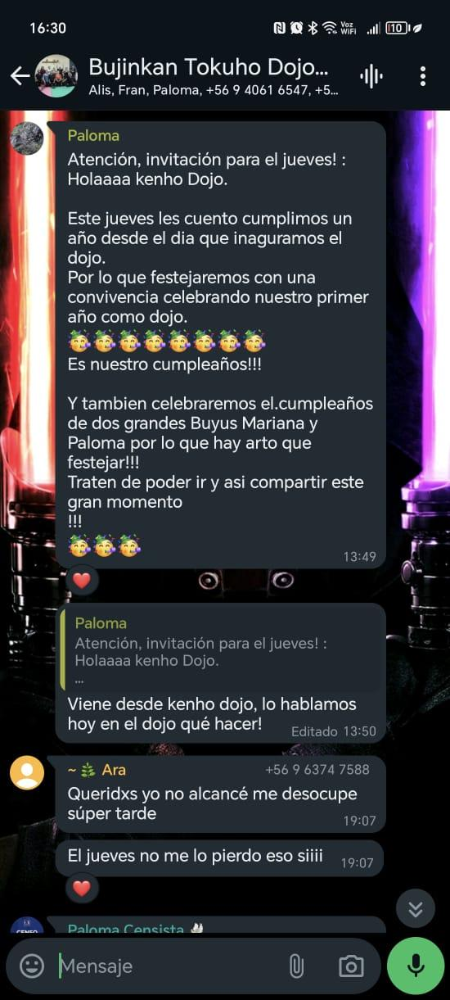 16:30
Voz
WiFi
10
Bujinkan Tokuho Dojo...
Alis, Fran, Paloma, +56 9 4061 6547, +5...
Paloma
Atención, invitación para el jueves! :
Holaaaa kenho Dojo.
Este jueves les cuento cumplimos un
año desde el dia que inaguramos el
dojo.
Por lo que festejaremos con una
convivencia celebrando nuestro primer
año como dojo.
🥳🥳🥳🥳🥳🥳🥳🥳
Es nuestro cumpleaños!!!
Y tambien celebraremos el.cumpleaños
de dos grandes Buyus Mariana y
Paloma por lo que hay arto que
festejar!!!
Traten de poder ir y asi compartir este
gran momento
!!!
🥳🥳🥳
13:49
❤️
Paloma
Atención, invitación para el jueves! :
Holaaaa kenho Dojo.
...
Viene desde kenho dojo, lo hablamos
hoy en el dojo qué hacer!
Editado 13:50
~ 🌿 Ara +56 9 6374 7588
Queridxs yo no alcancé me desocupe
súper tarde
19:07
El jueves no me lo pierdo eso siiii 19:07
❤️
CENSO
Paloma Censista 🕊️
Mensaje